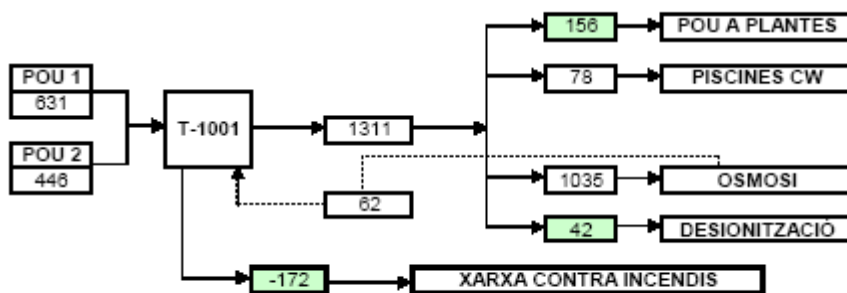 156
POU A PLANTES
POU 1
631
78
PISCINES CW
T-1001
1311
POU 2
446
1035
OSMOSI
62
42
DESIONITZACIÓ
-172
XARXA CONTRA INCENDIS